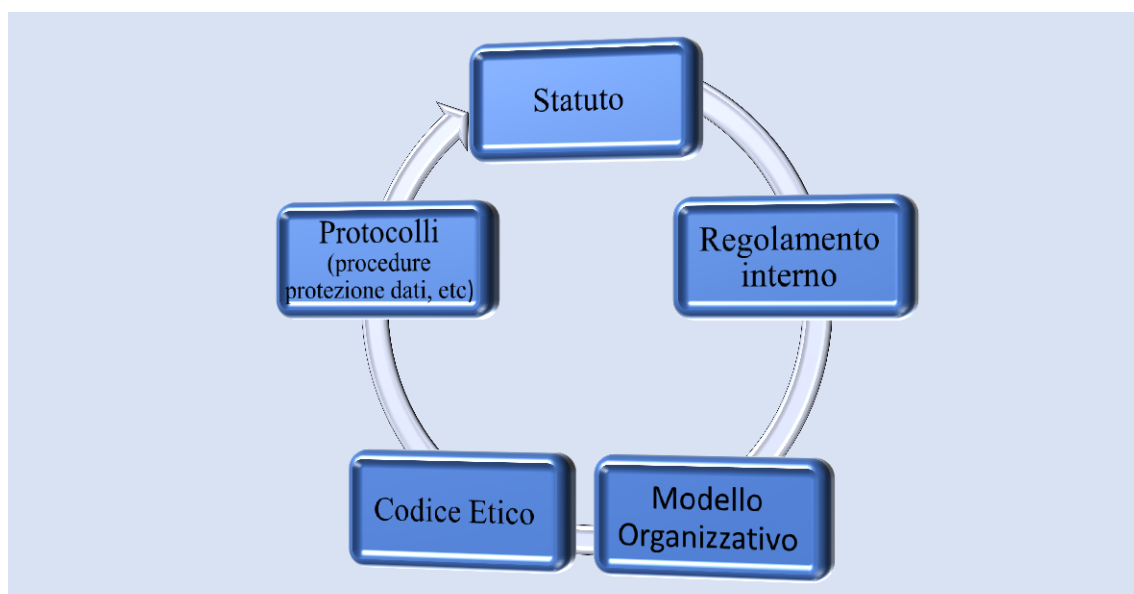 Statuto
Regolamento
interno
Modello
Organizzativo
Codice Etico
Protocolli
(procedure
protezione dati, etc)